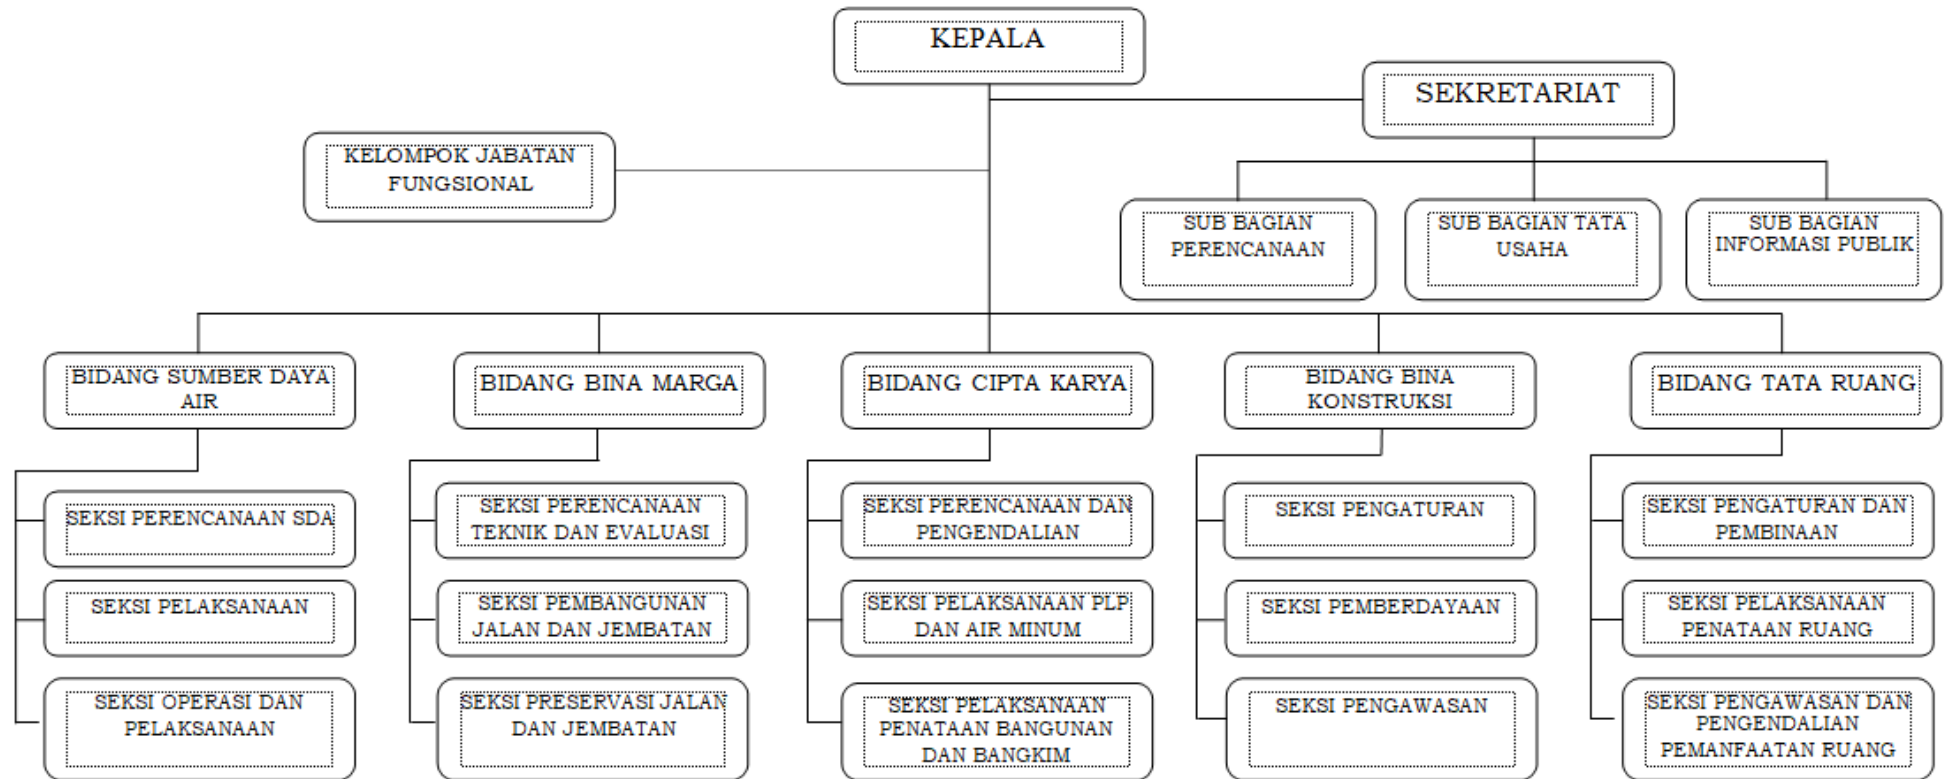 KEPALA
SEKRETARIAT
KELOMPOK JABATAN
FUNGSIONAL
SUB BAGIAN
PERENCANAAN
SUB BAGIAN TATA
USAHA
SUB BAGIAN
INFORMASI PUBLIK
BIDANG SUMBER DAYA
AIR
BIDANG BINA MARGA
BIDANG CIPTA KARYA
BIDANG BINA
KONSTRUKSI
BIDANG TATA RUANG
SEKSI PERENCANAAN SDA
SEKSI PELAKSANAAN
SEKSI OPERASI DAN
PELAKSANAAN
SEKSI PERENCANAAN
TEKNIK DAN EVALUASI
SEKSI PEMBANGUNAN
JALAN DAN JEMBATAN
SEKSI PRESERVASI JALAN
DAN JEMBATAN
SEKSI PERENCANAAN DAN
PENGENDALIAN
SEKSI PELAKSANAAN PLP
DAN AIR MINUM
SEKSI PELAKSANAAN
PENATAAN BANGUNAN
DAN BANGKIM
SEKSI PENGATURAN
SEKSI PEMBERDAYAAN
SEKSI PENGAWASAN
SEKSI PENGATURAN DAN
PEMBINAAN
SEKSI PELAKSANAAN
PENATAAN RUANG
SEKSI PENGAWASAN DAN
PENGENDALIAN
PEMANFAATAN RUANG